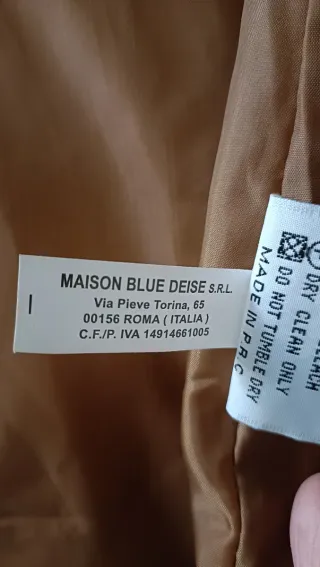 MAISON BLUE DEISE S.R.L.
Via Pieve Torina, 65
00156 ROMA ( ITALIA )
C.F./P. IVA 14914661005
DRY CLEAN ONLY
DO NOT TUMBLE DRY
MADE IN P.R.C